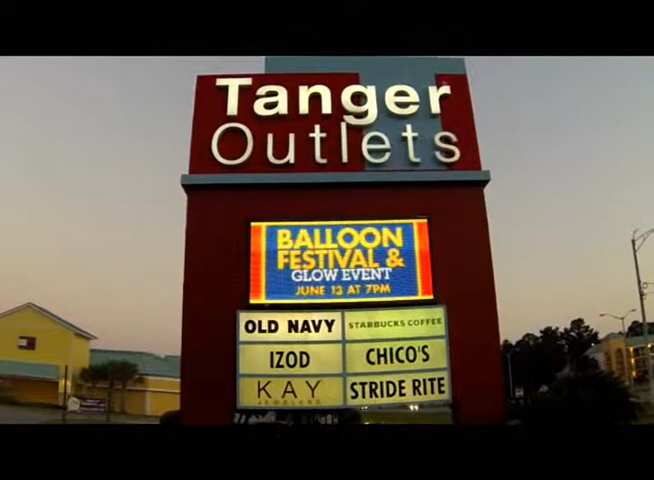 Tanger
Outlets
BALLOON
FESTIVAL &
GLOW EVENT
JUNE 13 AT 7PM
OLD NAVY
STARBUCKS COFFEE
IZOD
CHICO'S
KAY
JEWELERS
STRIDE RITE